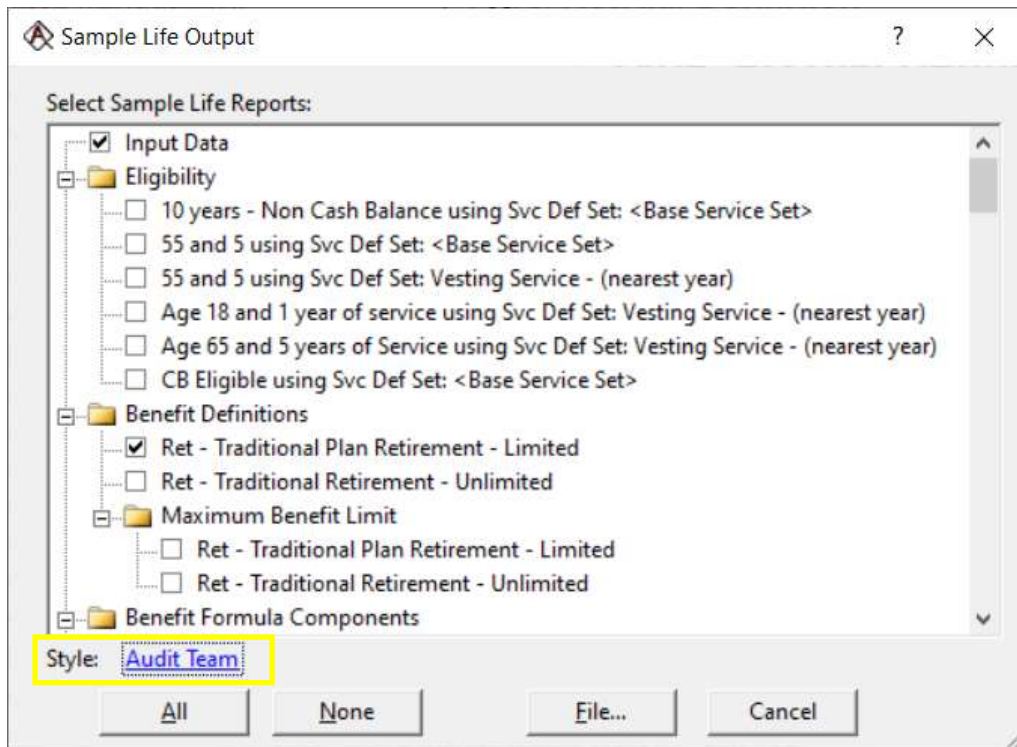 Sample Life Output
Select Sample Life Reports:
Input Data
Eligibility
10 years - Non Cash Balance using Svc Def Set: <Base Service Set>
55 and 5 using Svc Def Set: <Base Service Set>
55 and 5 using Svc Def Set: Vesting Service - (nearest year)
Age 18 and 1 year of service using Svc Def Set: Vesting Service - (nearest year)
Age 65 and 5 years of Service using Svc Def Set: Vesting Service - (nearest year)
CB Eligible using Svc Def Set: <Base Service Set>
Benefit Definitions
Ret - Traditional Plan Retirement - Limited
Ret - Traditional Retirement - Unlimited
Maximum Benefit Limit
Ret - Traditional Plan Retirement - Limited
Ret - Traditional Retirement - Unlimited
Benefit Formula Components
Style: Audit Team
All None File... Cancel